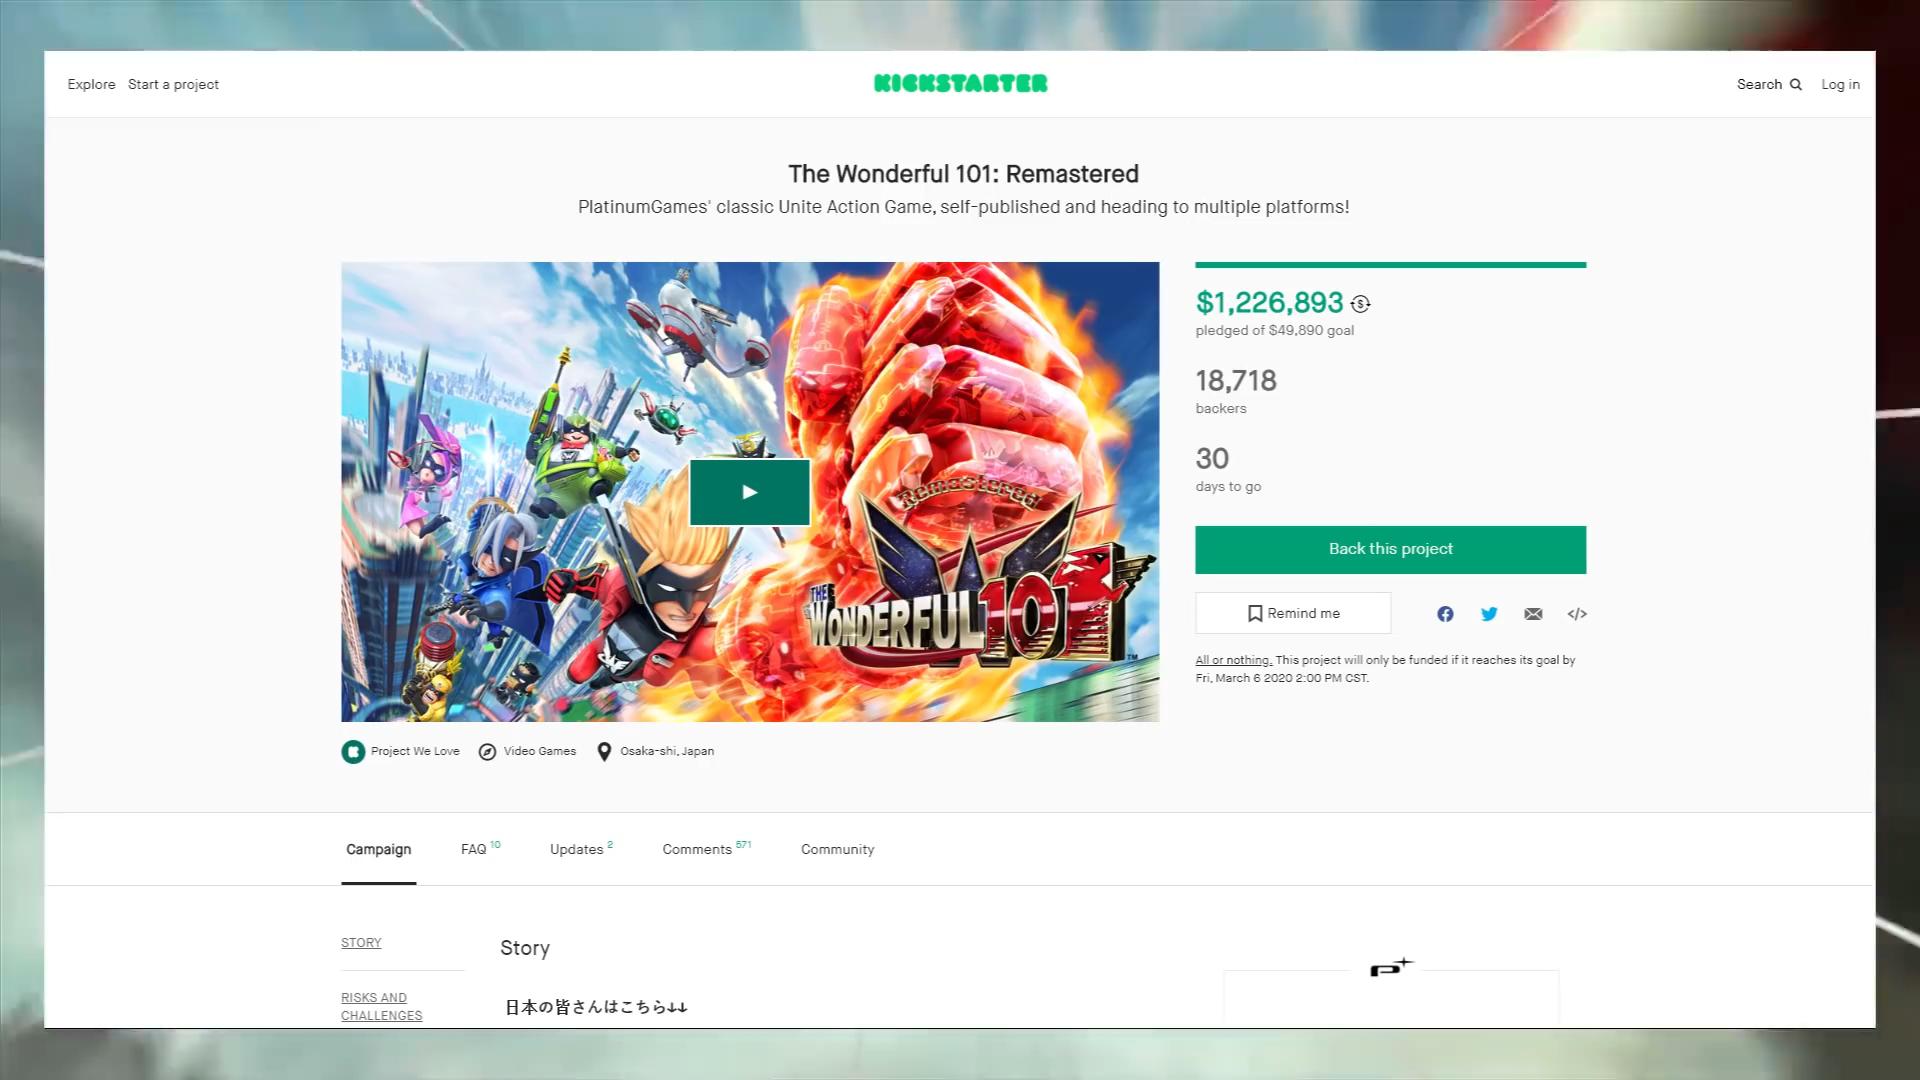 Explore Start a project
KICKSTARTER
Search Log in
The Wonderful 101: Remastered
PlatinumGames' classic Unite Action Game, self-published and heading to multiple platforms!
Remastered
THE
WONDERFUL 101
TM
$1,226,893
pledged of $49,890 goal
18,718
backers
30
days to go
Back this project
Remind me
All or nothing. This project will only be funded if it reaches its goal by
Fri, March 6 2020 2:00 PM CST.
Project We Love Video Games Osaka-shi, Japan
Campaign FAQ 10 Updates 2 Comments 571 Community
STORY
RISKS AND
CHALLENGES
Story
日本の皆さんはこちら↓↓